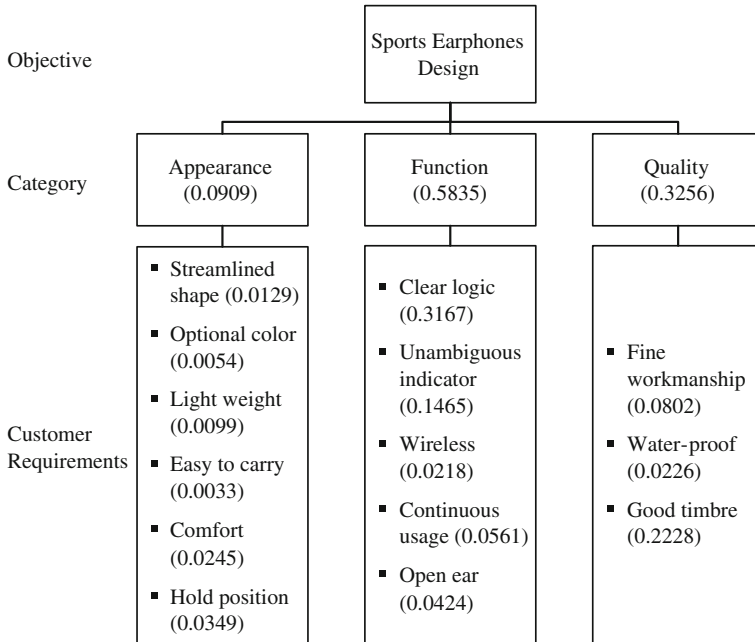 Objective
Sports Earphones
Design
Category
Appearance
(0.0909)
Function
(0.5835)
Quality
(0.3256)
Customer
Requirements
▪ Streamlined
shape (0.0129)
▪ Optional color
(0.0054)
▪ Light weight
(0.0099)
▪ Easy to carry
(0.0033)
▪ Comfort
(0.0245)
▪ Hold position
(0.0349)
▪ Clear logic
(0.3167)
▪ Unambiguous
indicator
(0.1465)
▪ Wireless
(0.0218)
▪ Continuous
usage (0.0561)
▪ Open ear
(0.0424)
▪ Fine
workmanship
(0.0802)
▪ Water-proof
(0.0226)
▪ Good timbre
(0.2228)